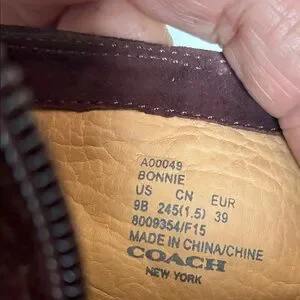 A00049
BONNIE
US CN EUR
9B 245(1.5) 39
8009354/F15
MADE IN CHINA/CHINE
COACH
NEW YORK